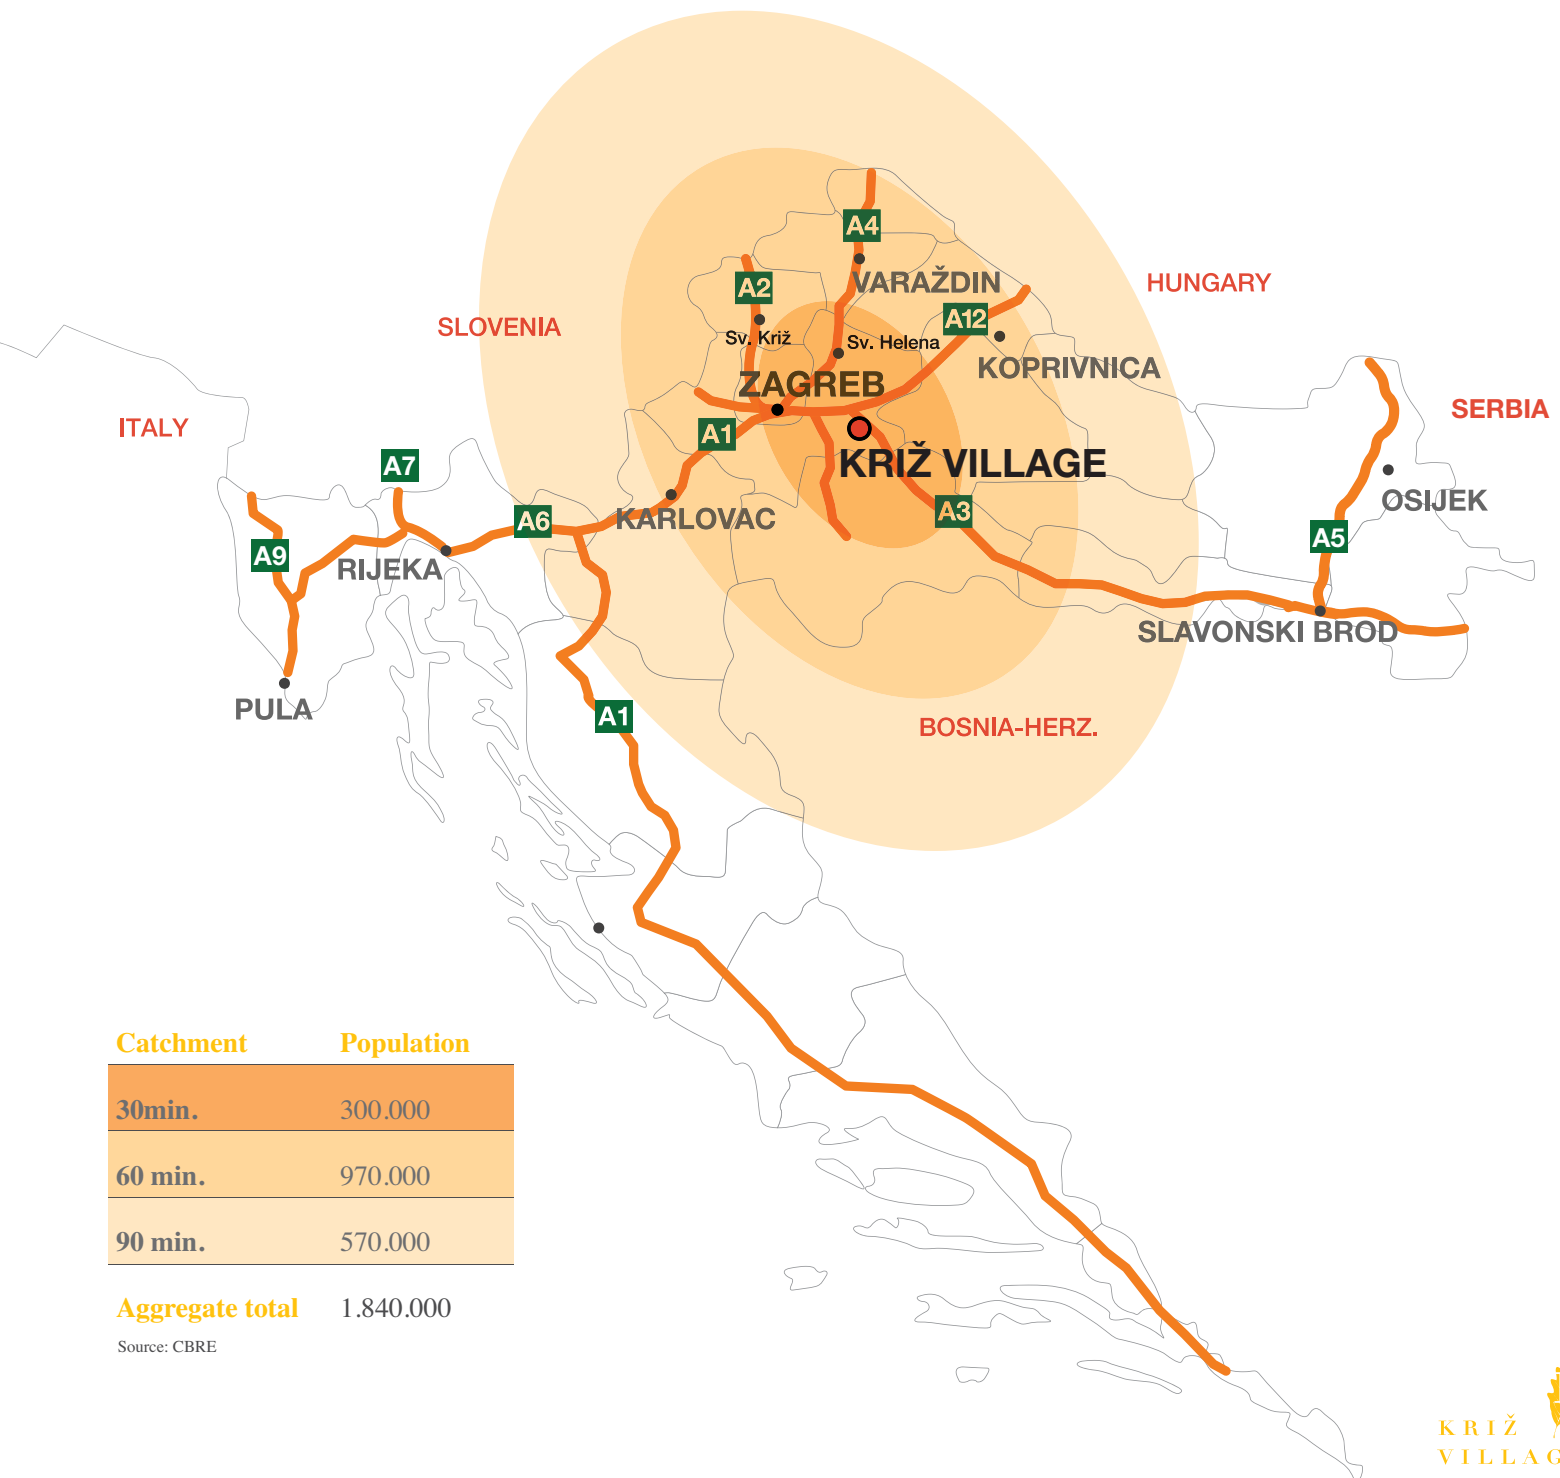 A4
VARAŽDIN
HUNGARY
A2
A12
SLOVENIA
Sv. Križ
Sv. Helena
KOPRIVNICA
ZAGREB
SERBIA
ITALY
A1
A7
KRIŽ VILLAGE
OSIJEK
KARLOVAC
A6
A3
A5
A9
RIJEKA
SLAVONSKI BROD
PULA
A1
BOSNIA-HERZ.
Catchment Population
30min. 300.000
60 min. 970.000
90 min. 570.000
Aggregate total 1.840.000
Source: CBRE
KRIŽ
VILLAG